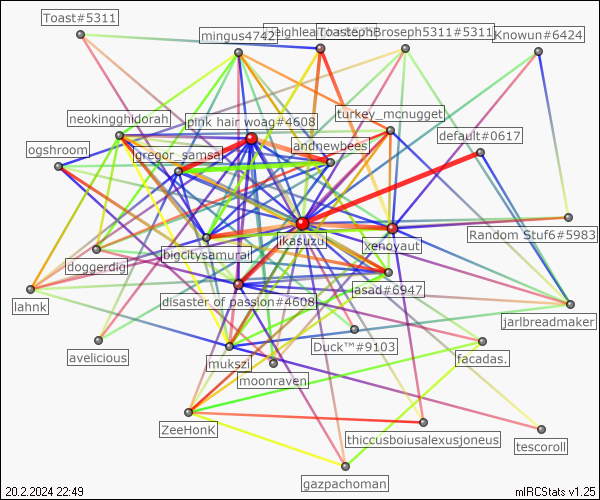 Toast#5311
mingus4742
Broseph5311#5311
Knowun#6424
neokingghidorah
pink hair woag#4608
turkey_mcnugget
default#0617
ogshroom
gregor_samsa
andnewbees
ikasuzu
xenoyaut
Random Stuf6#5983
doggerdig
bigcitysamurai
lahnk
disaster of passion#4608
asad#6947
jarlbreadmaker
avelicious
mukszi
Duck™#9103
facadas.
moonraven
ZeeHonK
thiccusboiusalexusjoneus
tescoroll
gazpachoman
20.2.2024 22:49
mIRCStats v1.25